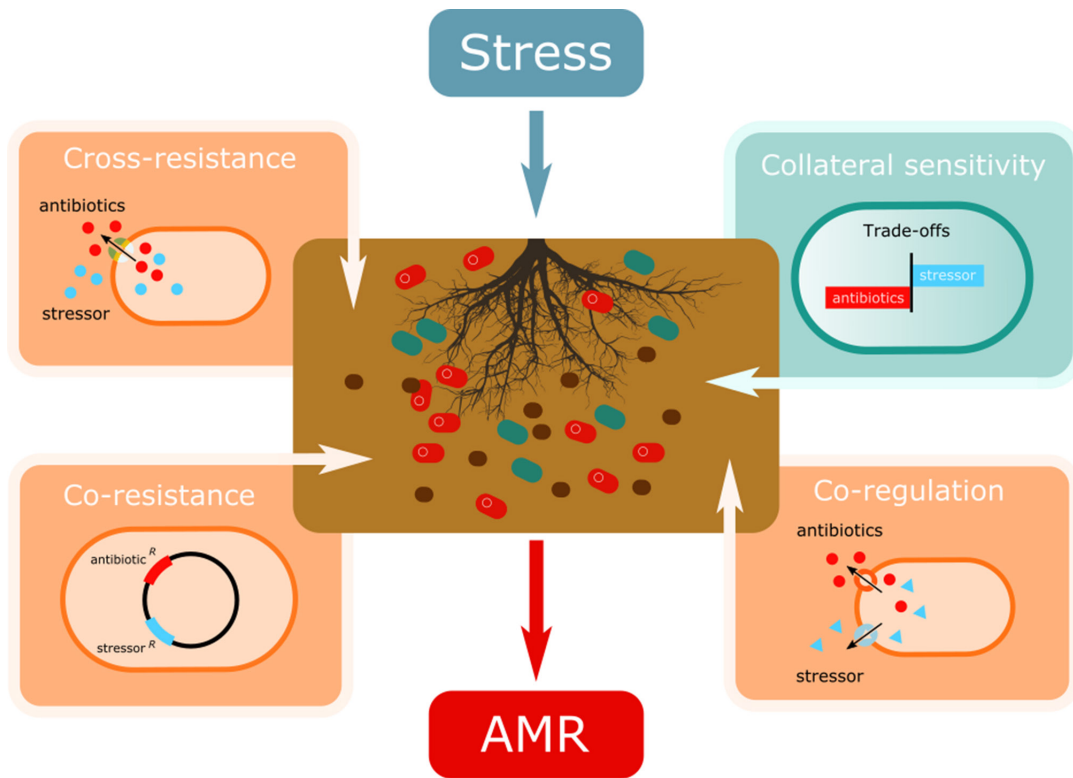 Stress
Cross-resistance
antibiotics
stressor
Collateral sensitivity
Trade-offs
stressor
antibiotics
Co-resistance
antibiotic R
stressor R
Co-regulation
antibiotics
stressor
AMR